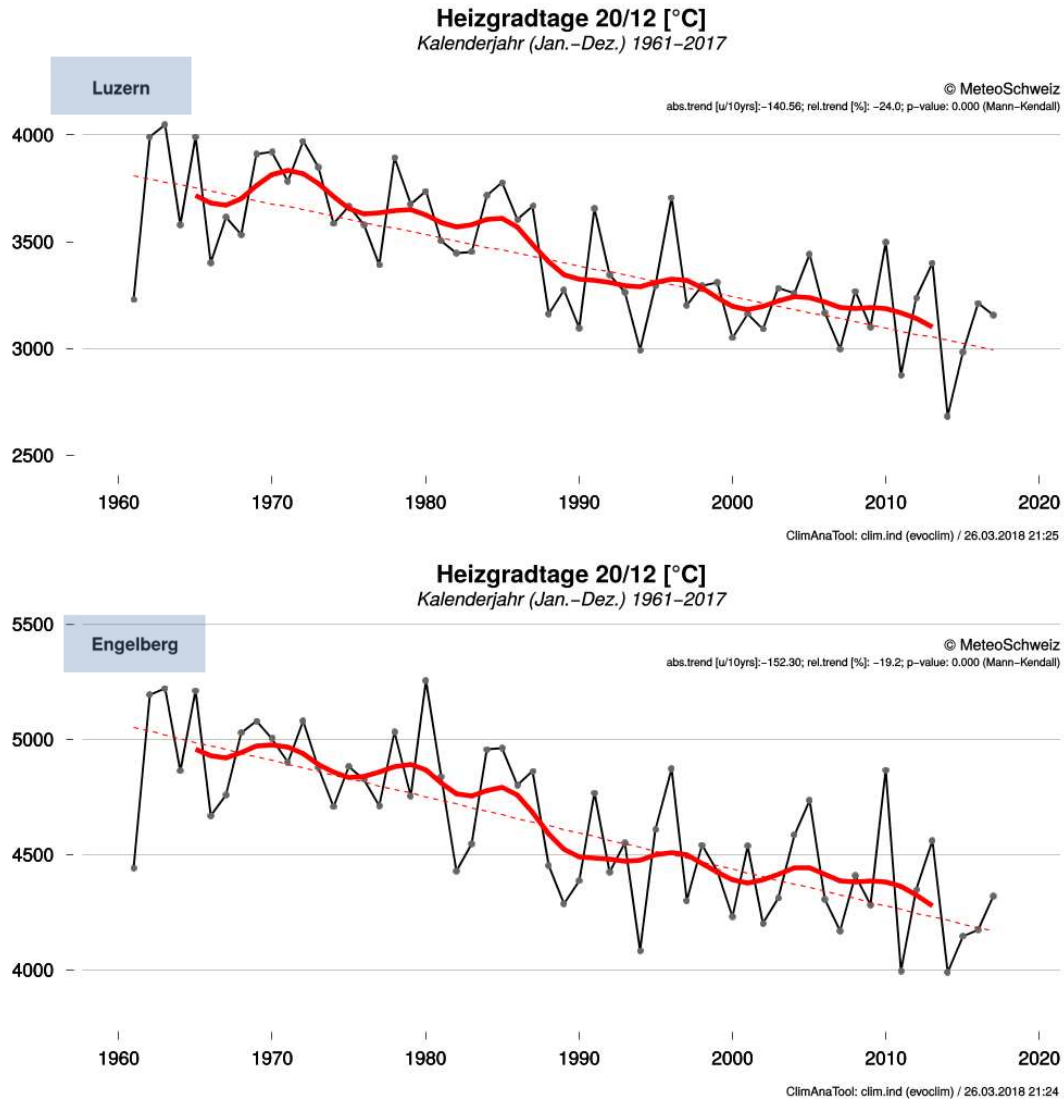 Heizgradtage 20/12 [°C]
Kalenderjahr (Jan.−Dez.) 1961−2017
Luzern
© MeteoSchweiz
abs.trend [u/10yrs]:−140.56; rel.trend [%]: −24.0; p−value: 0.000 (Mann−Kendall)
4000
3500
3000
2500
1960 1970 1980 1990 2000 2010 2020
ClimAnaTool: clim.ind (evoclim) / 26.03.2018 21:25
Heizgradtage 20/12 [°C]
Kalenderjahr (Jan.−Dez.) 1961−2017
5500
Engelberg
© MeteoSchweiz
abs.trend [u/10yrs]:−152.30; rel.trend [%]: −19.2; p−value: 0.000 (Mann−Kendall)
5000
4500
4000
1960 1970 1980 1990 2000 2010 2020
ClimAnaTool: clim.ind (evoclim) / 26.03.2018 21:24